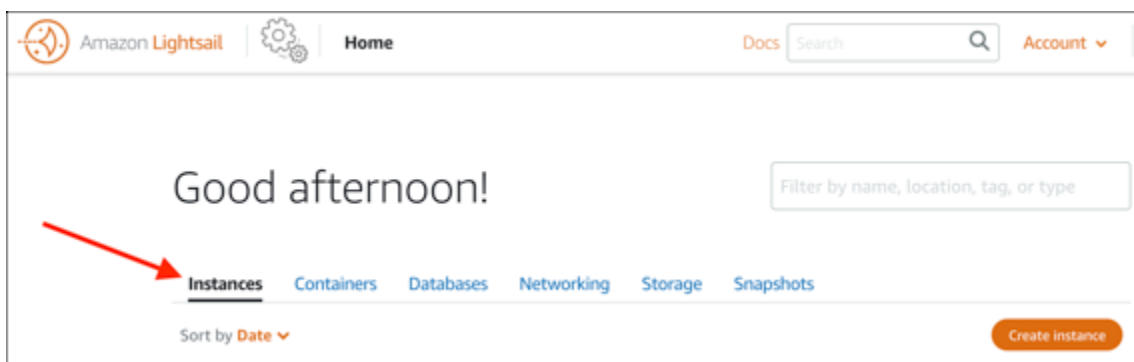 Amazon Lightsail Home Docs Search Account
Good afternoon!
Filter by name, location, tag, or type
Instances Containers Databases Networking Storage Snapshots
Sort by Date Create instance